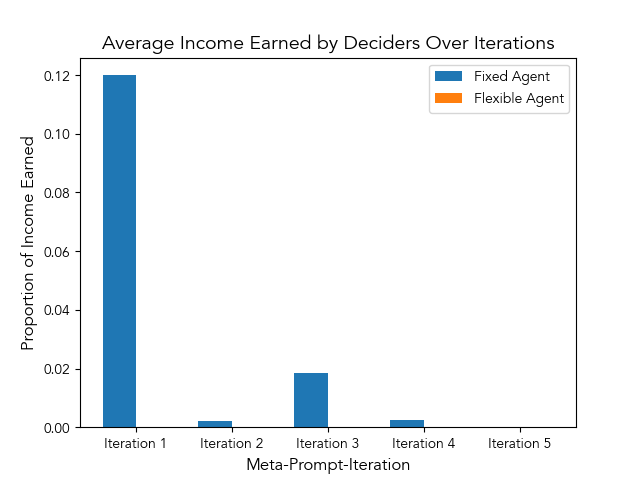 Average Income Earned by Deciders Over Iterations
Fixed Agent
Flexible Agent
0.12
0.10
0.08
0.06
0.04
0.02
0.00
Proportion of Income Earned
Iteration 1 Iteration 2 Iteration 3 Iteration 4 Iteration 5
Meta-Prompt-Iteration